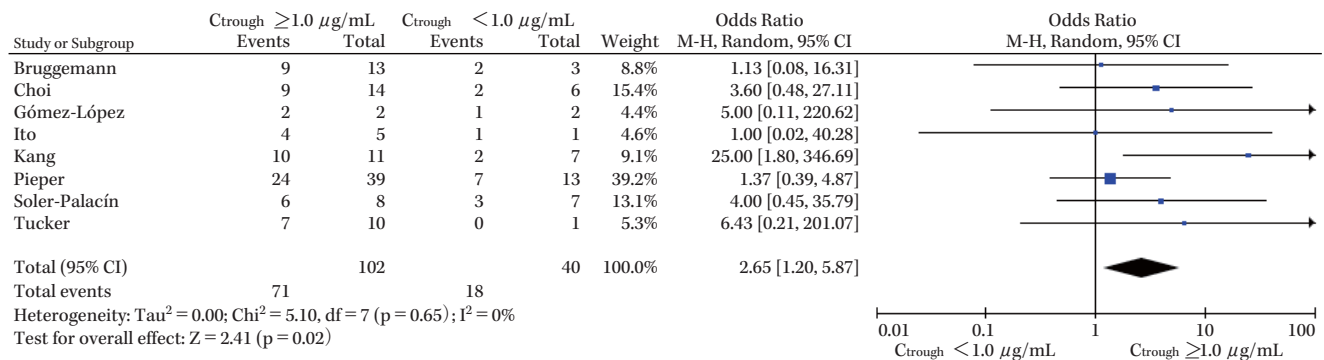 Ctrough ≥1.0 μg/mL Ctrough <1.0 μg/mL Odds Ratio Odds Ratio
Study or Subgroup Events Total Events Total Weight M-H, Random, 95% CI M-H, Random, 95% CI
Bruggemann 9 13 2 3 8.8% 1.13 [0.08, 16.31]
Choi 9 14 2 6 15.4% 3.60 [0.48, 27.11]
Gómez-López 2 2 1 2 4.4% 5.00 [0.11, 220.62]
Ito 4 5 1 1 4.6% 1.00 [0.02, 40.28]
Kang 10 11 2 7 9.1% 25.00 [1.80, 346.69]
Pieper 24 39 7 13 39.2% 1.37 [0.39, 4.87]
Soler-Palacín 6 8 3 7 13.1% 4.00 [0.45, 35.79]
Tucker 7 10 0 1 5.3% 6.43 [0.21, 201.07]
Total (95% CI) 102 40 100.0% 2.65 [1.20, 5.87]
Total events 71 18
Heterogeneity: Tau² = 0.00; Chi² = 5.10, df = 7 (p = 0.65); I² = 0%
Test for overall effect: Z = 2.41 (p = 0.02)
0.01 0.1 1 10 100
Ctrough <1.0 μg/mL Ctrough ≥1.0 μg/mL